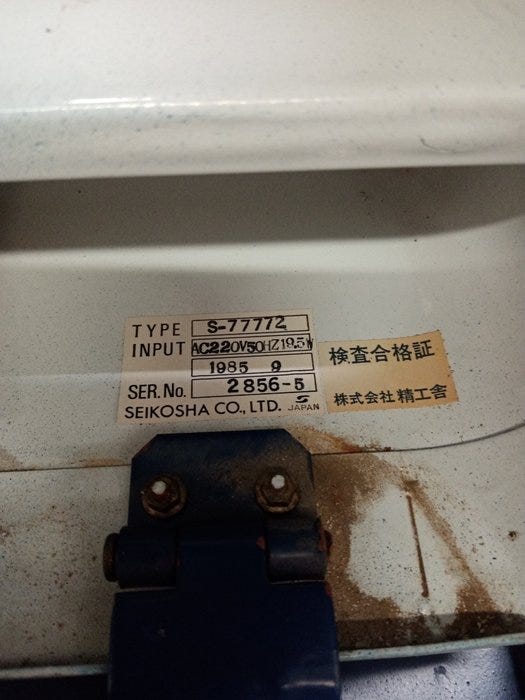 TYPE S-77772
INPUT AC220V50HZ19.5W
1985 9
SER.No. 2856-5
SEIKOSHA CO., LTD. JAPAN
検査合格証
株式会社 精工舎